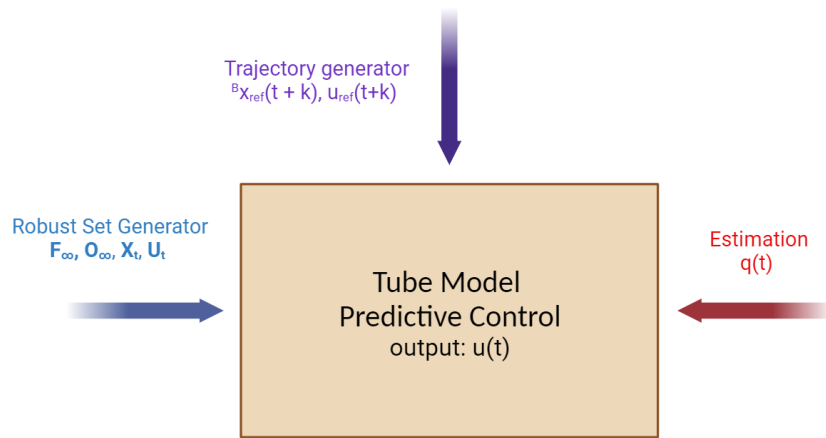 Trajectory generator
ᴮxᵣₑf(t + k), uᵣₑf(t+k)
Robust Set Generator
F∞, O∞, Xₜ, Uₜ
Estimation
q(t)
Tube Model
Predictive Control
output: u(t)